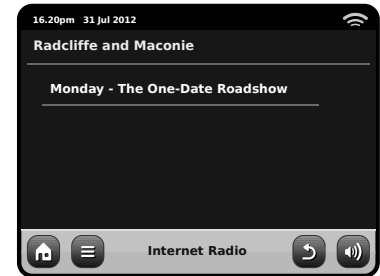 16.20pm 31 Jul 2012
Radcliffe and Maconie
Monday - The One-Date Roadshow
Internet Radio